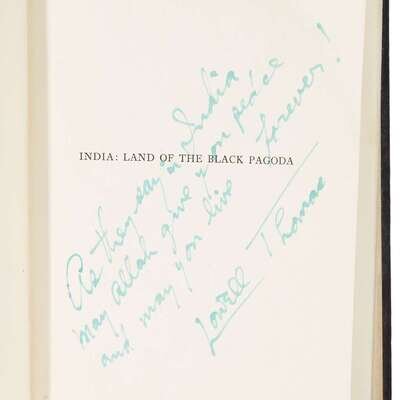 INDIA: LAND OF THE BLACK PAGODA
As they say in India
'may Allah give you peace
and may you live forever!
Lowell Thomas